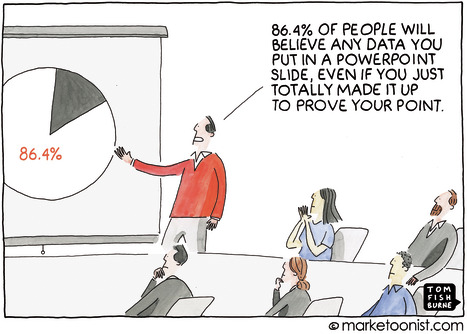 86.4% OF PEOPLE WILL
BELIEVE ANY DATA YOU
PUT IN A POWERPOINT
SLIDE, EVEN IF YOU JUST
TOTALLY MADE IT UP
TO PROVE YOUR POINT.
86.4%
TOM
FISH
BURNE
© marketoonist.com